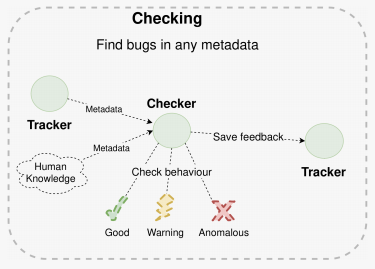 Checking
Find bugs in any metadata
Metadata
Checker
Tracker
Metadata
Save feedback
Human
Knowledge
Check behaviour
Tracker
Good
Warning
Anomalous